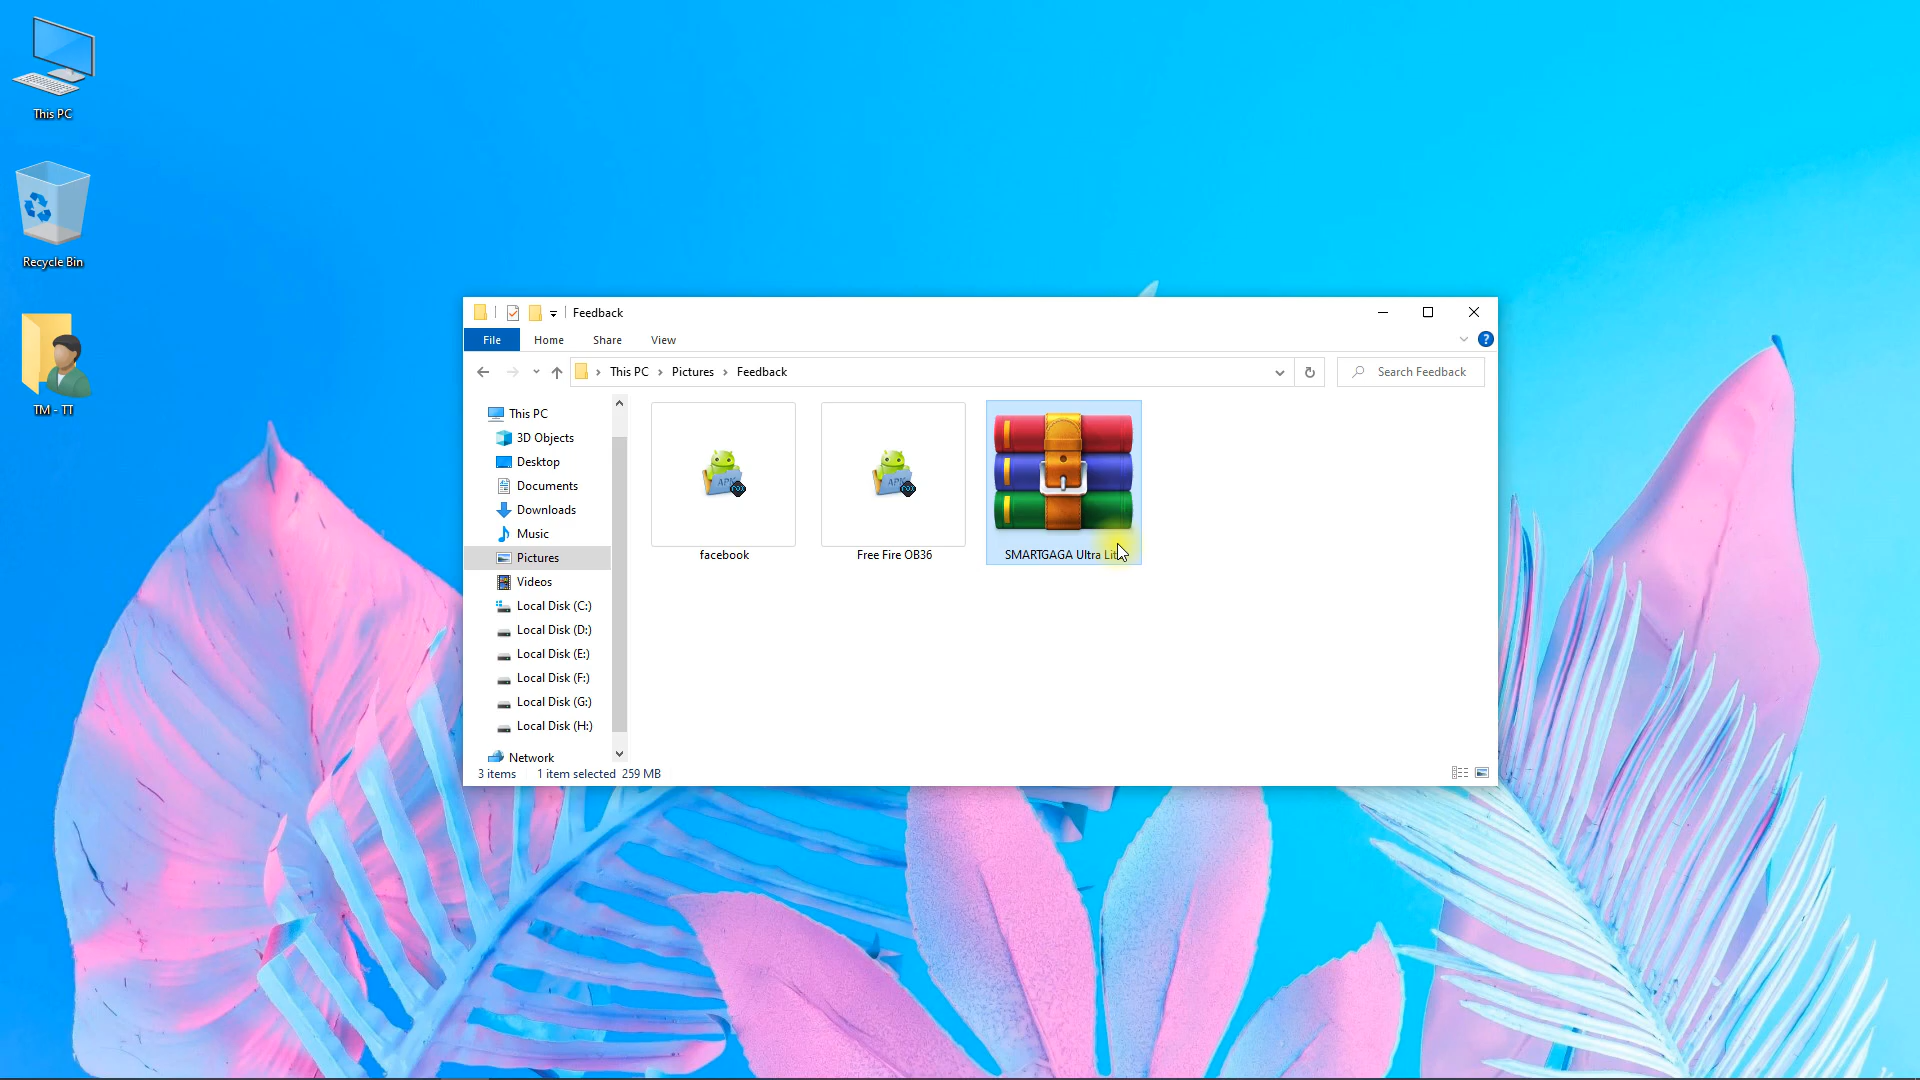 This PC
Recycle Bin
TM - TT
Feedback
File
Home
Share
View
This PC
Pictures
Feedback
Search Feedback
This PC
3D Objects
Desktop
Documents
Downloads
Music
Pictures
Videos
Local Disk (C:)
Local Disk (D:)
Local Disk (E:)
Local Disk (F:)
Local Disk (G:)
Local Disk (H:)
Network
APK
facebook
APK
Free Fire OB36
SMARTGAGA Ultra
3 items 1 item selected 259 MB